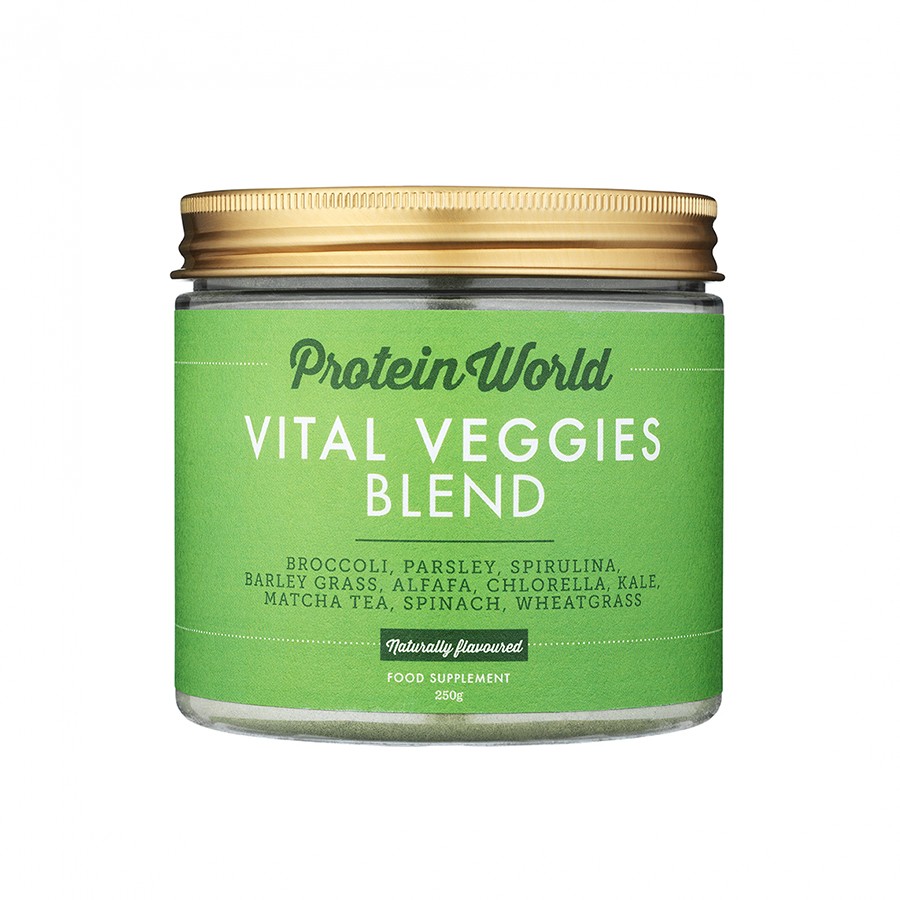 Protein World
VITAL VEGGIES
BLEND
BROCCOLI, PARSLEY, SPIRULINA,
BARLEY GRASS, ALFAFA, CHLORELLA, KALE,
MATCHA TEA, SPINACH, WHEATGRASS
Naturally flavoured
FOOD SUPPLEMENT
250g